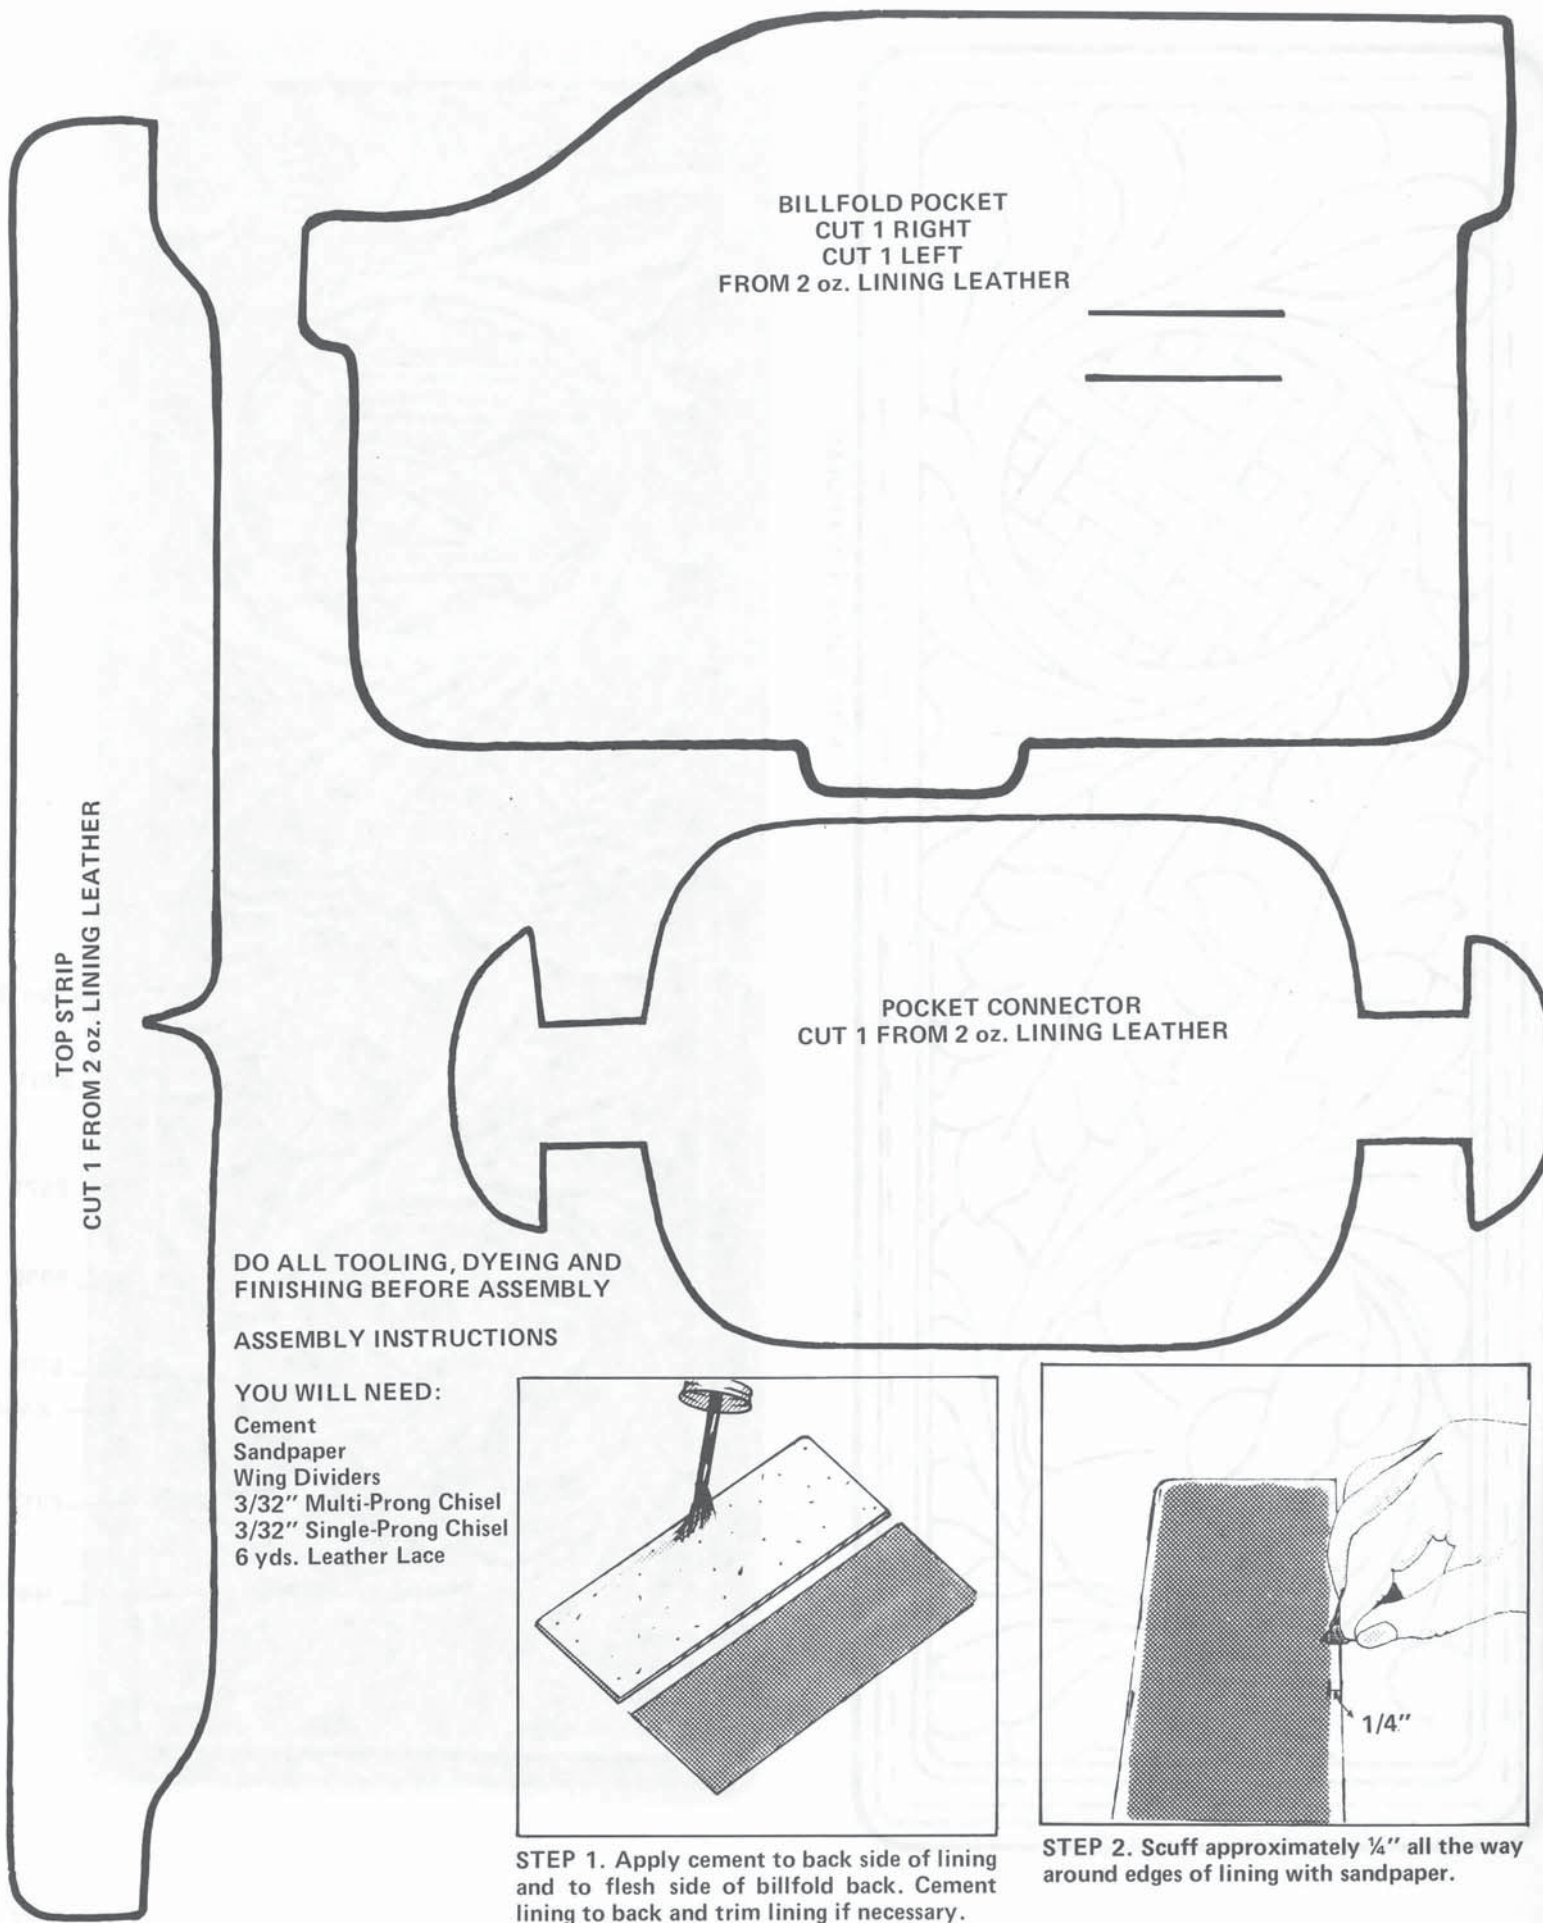 BILLFOLD POCKET
CUT 1 RIGHT
CUT 1 LEFT
FROM 2 oz. LINING LEATHER
TOP STRIP
CUT 1 FROM 2 oz. LINING LEATHER
POCKET CONNECTOR
CUT 1 FROM 2 oz. LINING LEATHER
DO ALL TOOLING, DYEING AND
FINISHING BEFORE ASSEMBLY
ASSEMBLY INSTRUCTIONS
YOU WILL NEED:
Cement
Sandpaper
Wing Dividers
3/32" Multi-Prong Chisel
3/32" Single-Prong Chisel
6 yds. Leather Lace
STEP 1. Apply cement to back side of lining
and to flesh side of billfold back. Cement
lining to back and trim lining if necessary.
1/4"
STEP 2. Scuff approximately ¼" all the way
around edges of lining with sandpaper.